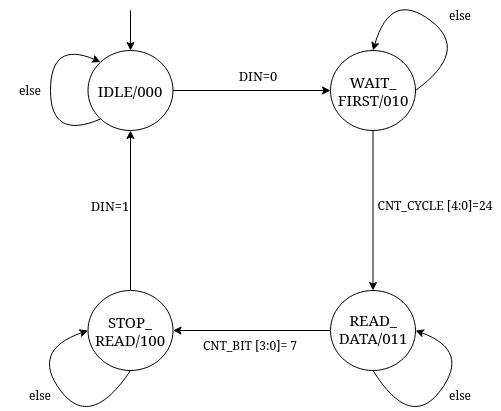 else
DIN=0
else
IDLE/000
WAIT_
FIRST/010
DIN=1
CNT_CYCLE [4:0]=24
STOP_
READ/100
READ_
DATA/011
CNT_BIT [3:0]= 7
else
else